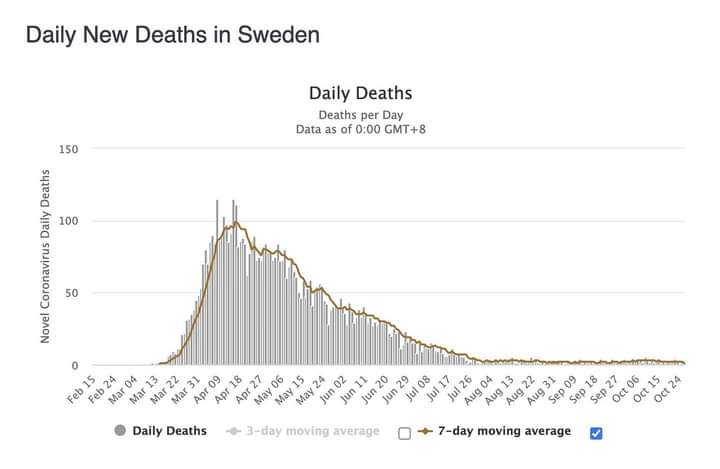 Daily New Deaths in Sweden
Daily Deaths
Deaths per Day
Data as of 0:00 GMT+8
Novel Coronavirus Daily Deaths
150
100
50
0
Feb 15
Feb 24
Mar 04
Mar 13
Mar 22
Mar 31
Apr 09
Apr 18
Apr 27
May 06
May 15
May 24
Jun 02
Jun 11
Jun 20
Jun 29
Jul 08
Jul 17
Jul 26
Aug 04
Aug 13
Aug 22
Aug 31
Sep 09
Sep 18
Sep 27
Oct 06
Oct 15
Oct 24
Daily Deaths 3-day moving average 7-day moving average